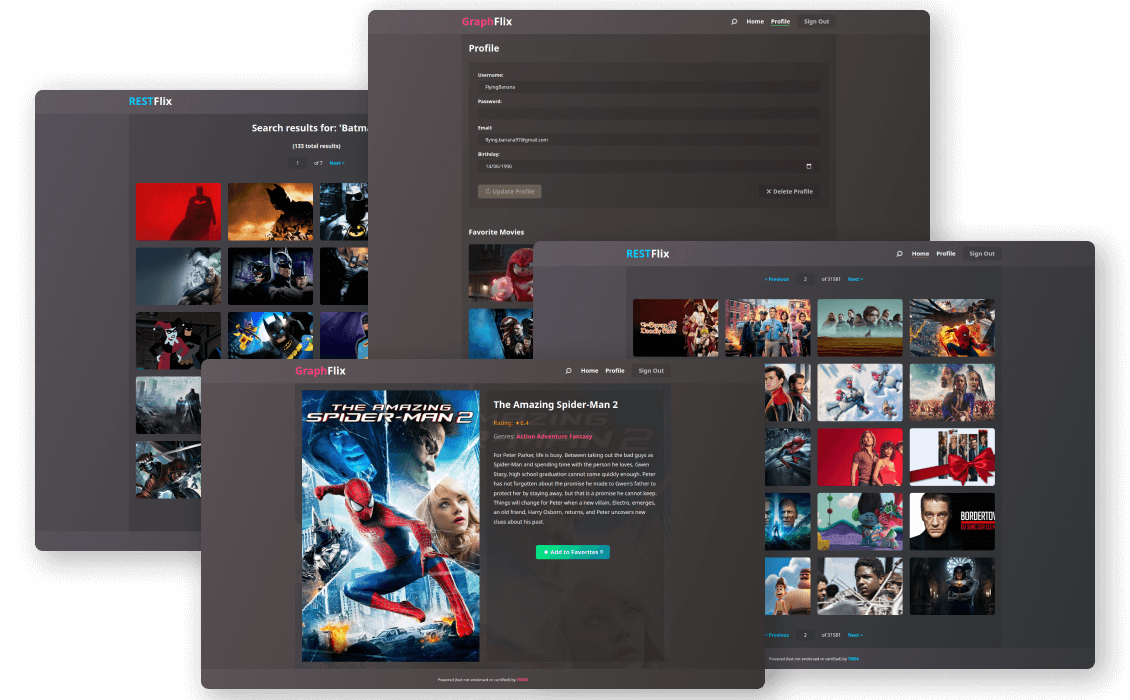 GraphFlix
Home Profile Sign Out
Profile
Username:
FlyingBanana
Password:
Email:
flying.banana97@gmail.com
Birthday:
14/06/1990
Update Profile
✕ Delete Profile
Favorite Movies
RESTFlix
Search results for: 'Batma
(133 total results)
1 of 7 Next >
RESTFlix
Home Profile Sign Out
< Previous 2 of 31581 Next >
BORDERTOW
< Previous 2 of 31581 Next >
Powered (but not endorsed or certified) by TMDb
GraphFlix
Home Profile Sign Out
THE AMAZING
SPIDER-MAN 2
The Amazing Spider-Man 2
Rating: ★6.4
Genres: Action Adventure Fantasy
For Peter Parker, life is busy. Between taking out the bad guys as
Spider-Man and spending time with the person he loves, Gwen
Stacy, high school graduation cannot come quickly enough. Peter
has not forgotten about the promise he made to Gwen's father to
protect her by staying away, but that is a promise he cannot keep.
Things will change for Peter when a new villain, Electro, emerges,
an old friend, Harry Osborn, returns, and Peter uncovers new
clues about his past.
Add to Favorites
Powered (but not endorsed or certified) by TMDb